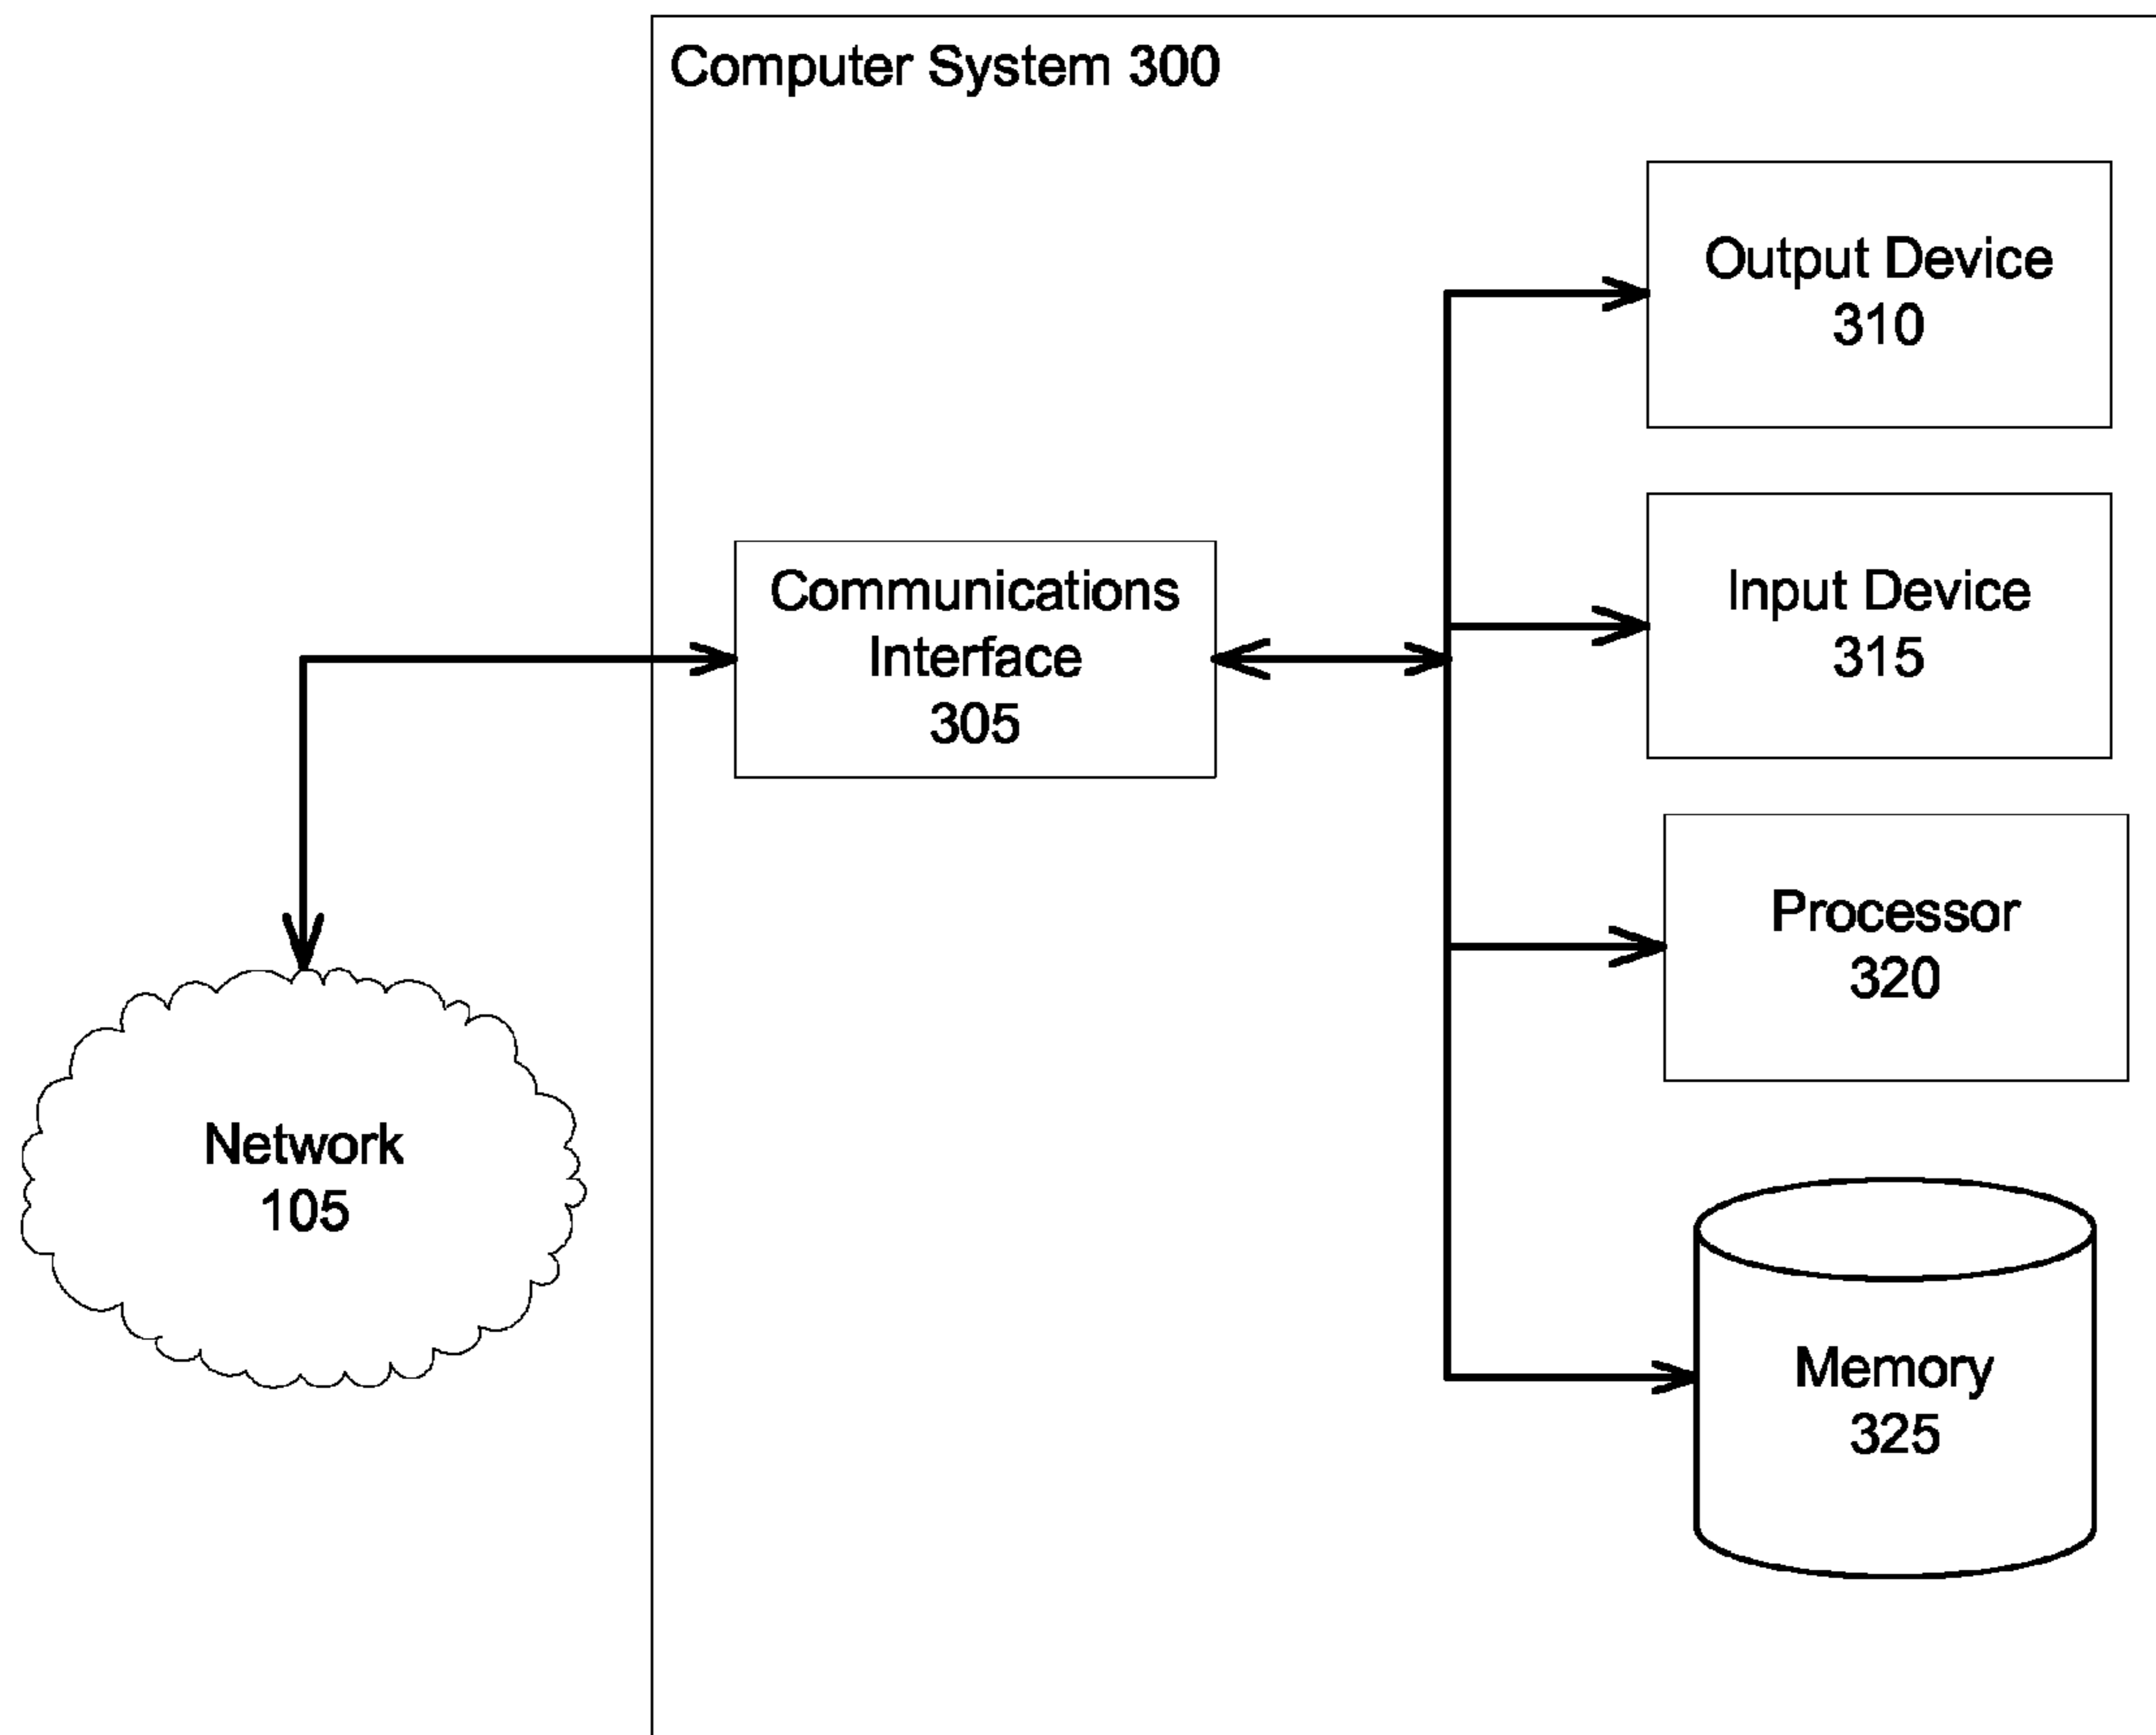 Computer System 300
Output Device
310
Communications
Interface
305
Input Device
315
Processor
320
Network
105
Memory
325